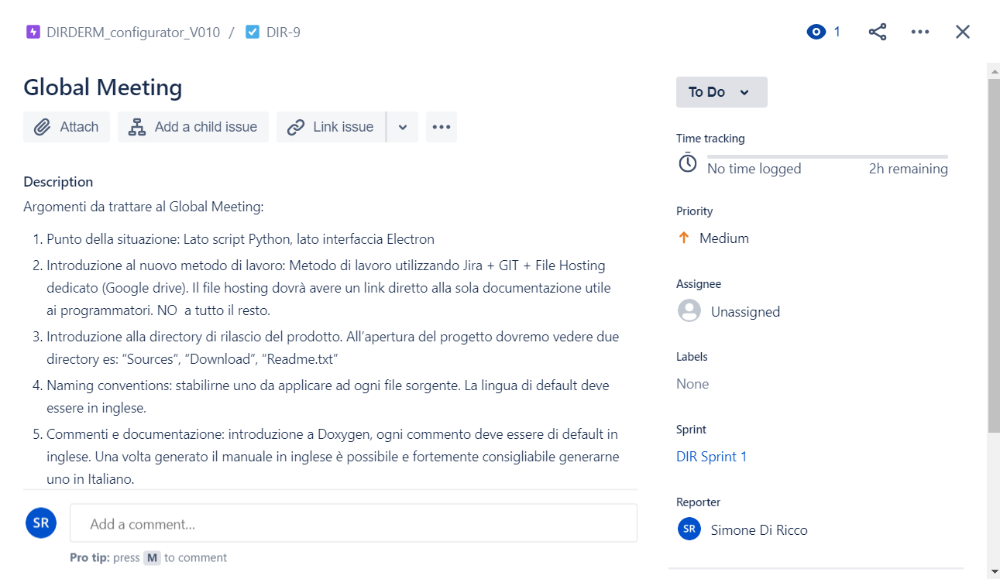 DIRDERM_configurator_V010 / DIR-9
1
Global Meeting
Attach
Add a child issue
Link issue
Description
Argomenti da trattare al Global Meeting:
1. Punto della situazione: Lato script Python, lato interfaccia Electron
2. Introduzione al nuovo metodo di lavoro: Metodo di lavoro utilizzando Jira + GIT + File Hosting
dedicato (Google drive). Il file hosting dovrà avere un link diretto alla sola documentazione utile
ai programmatori. NO  a tutto il resto.
3. Introduzione alla directory di rilascio del prodotto. All’apertura del progetto dovremo vedere due
directory es: “Sources“, “Download”, “Readme.txt”
4. Naming conventions: stabilirne uno da applicare ad ogni file sorgente. La lingua di default deve
essere in inglese.
5. Commenti e documentazione: introduzione a Doxygen, ogni commento deve essere di default in
inglese. Una volta generato il manuale in inglese è possibile e fortemente consigliabile generarne
uno in Italiano.
SR
Add a comment...
Pro tip: press M to comment
To Do
Time tracking
No time logged
2h remaining
Priority
Medium
Assignee
Unassigned
Labels
None
Sprint
DIR Sprint 1
Reporter
SR
Simone Di Ricco